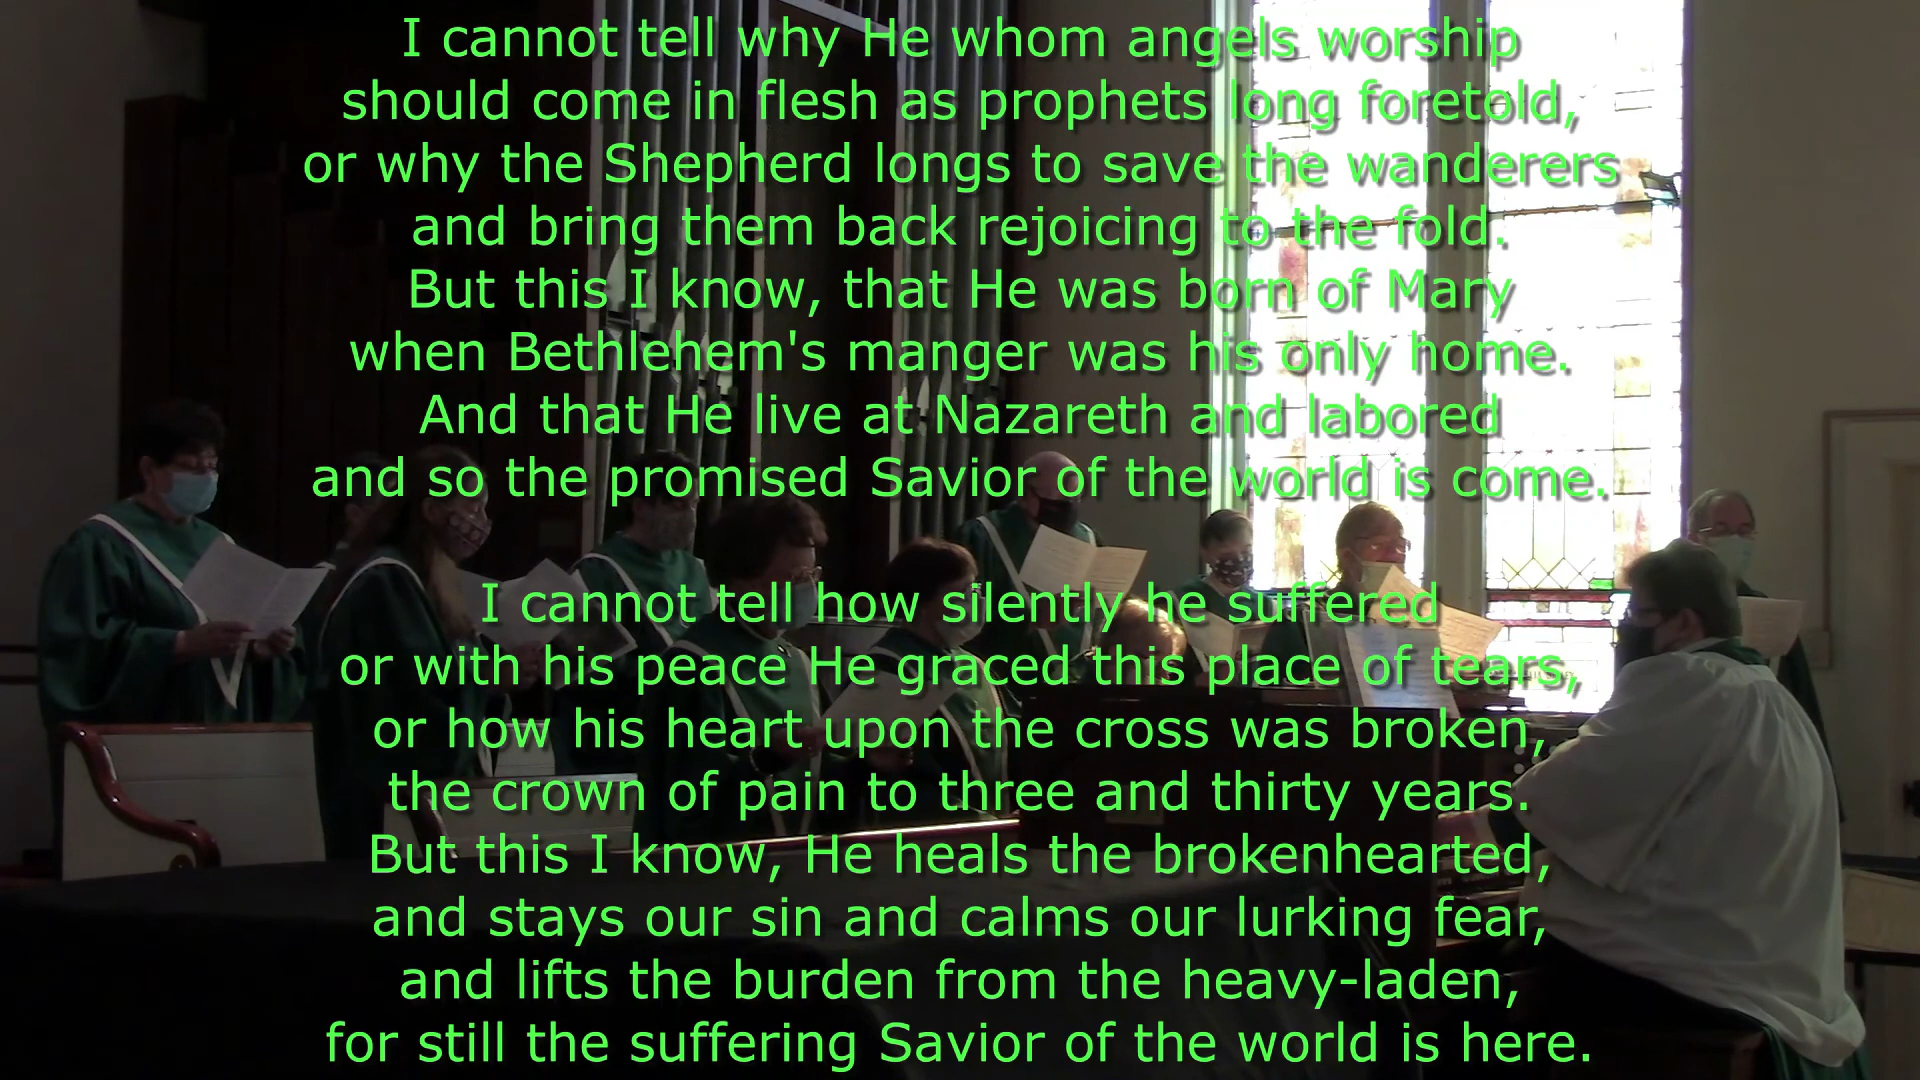 I cannot tell why He whom angels worship
should come in flesh as prophets long foretold,
or why the Shepherd longs to save the wanderers
and bring them back rejoicing to the fold.
But this I know, that He was born of Mary
when Bethlehem's manger was his only home.
And that He live at Nazareth and labored
and so the promised Savior of the world is come.
I cannot tell how silently he suffered
or with his peace He graced this place of tears,
or how his heart upon the cross was broken,
the crown of pain to three and thirty years.
But this I know, He heals the brokenhearted,
and stays our sin and calms our lurking fear,
and lifts the burden from the heavy-laden,
for still the suffering Savior of the world is here.